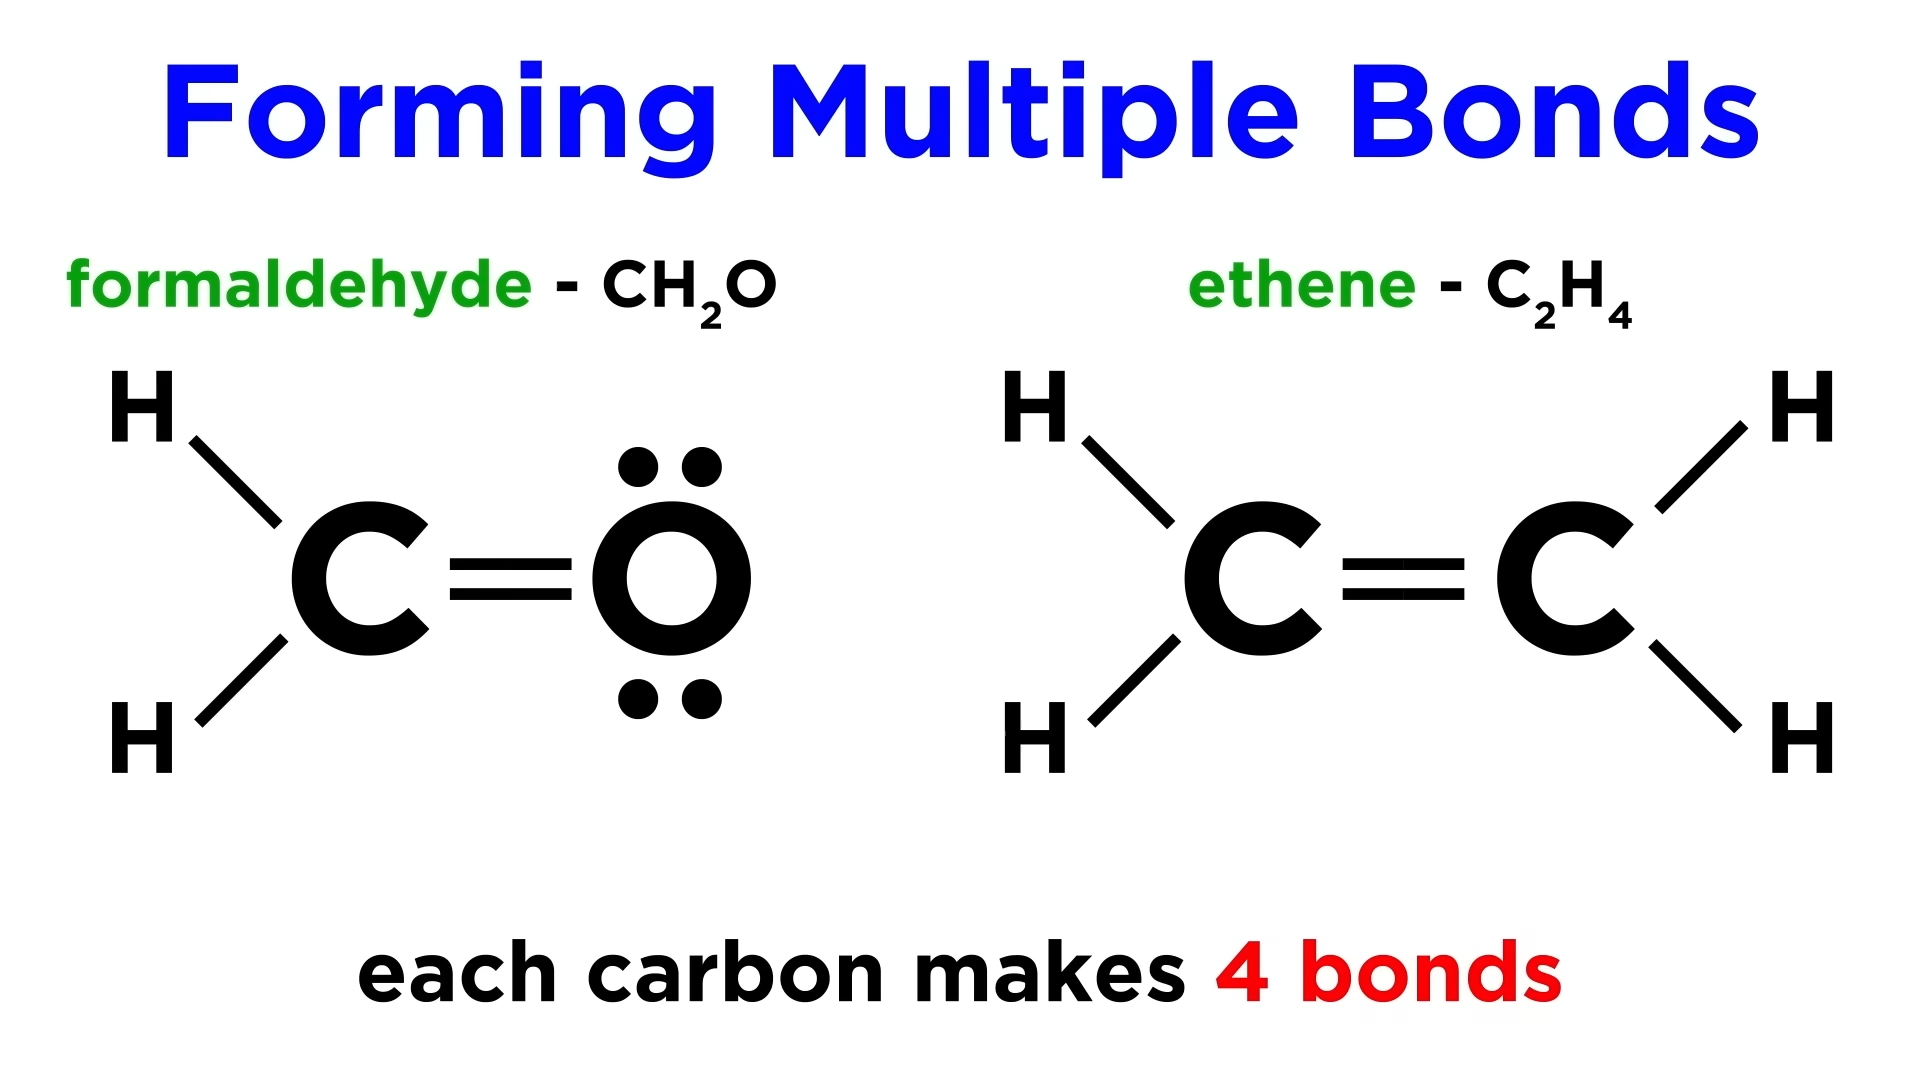 Forming Multiple Bonds
formaldehyde - CH₂O
ethene - C₂H₄
H
H
C
O
H
H
H
C
C
H
H
each carbon makes 4 bonds